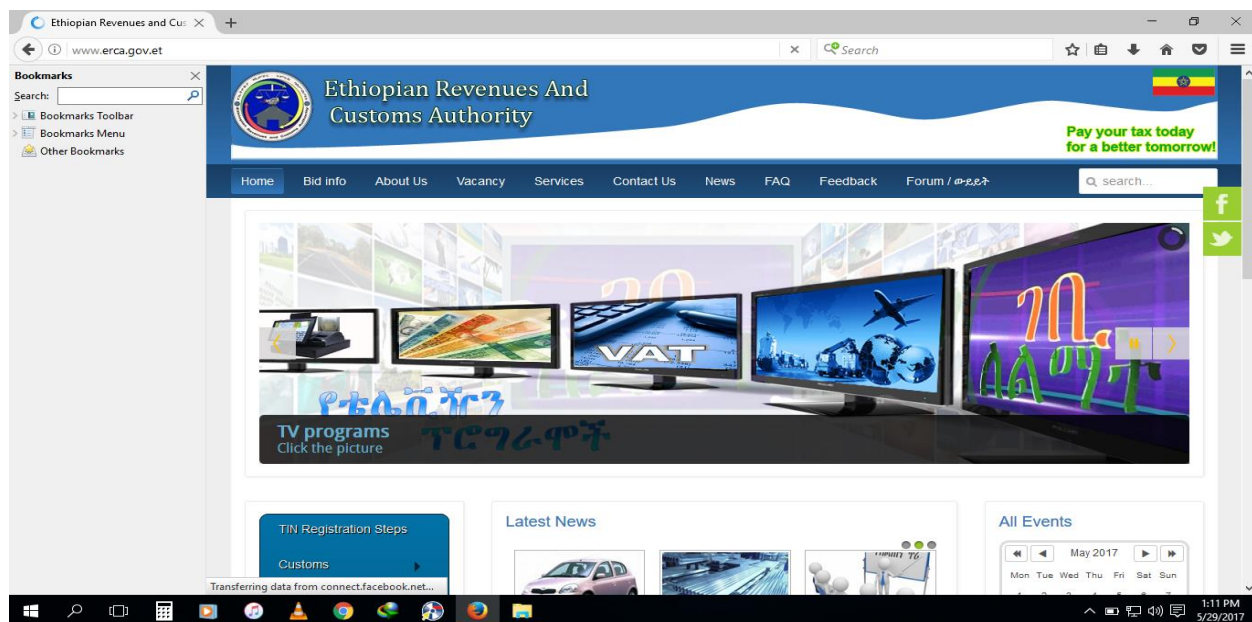 Ethiopian Revenues and Cus
www.erca.gov.et
Search
Bookmarks
Search:
Bookmarks Toolbar
Bookmarks Menu
Other Bookmarks
Ethiopian Revenues And
Customs Authority
Pay your tax today
for a better tomorrow!
Home Bid info About Us Vacancy Services Contact Us News FAQ Feedback Forum / ውይይት
search...
VAT
ገቢ
ለልማት
የቴሌቪዥን
ፕሮግራሞች
TV programs
Click the picture
TIN Registration Steps
Customs
Latest News
All Events
May 2017
Mon Tue Wed Thu Fri Sat Sun
Transferring data from connect.facebook.net...
1:11 PM
5/29/2017